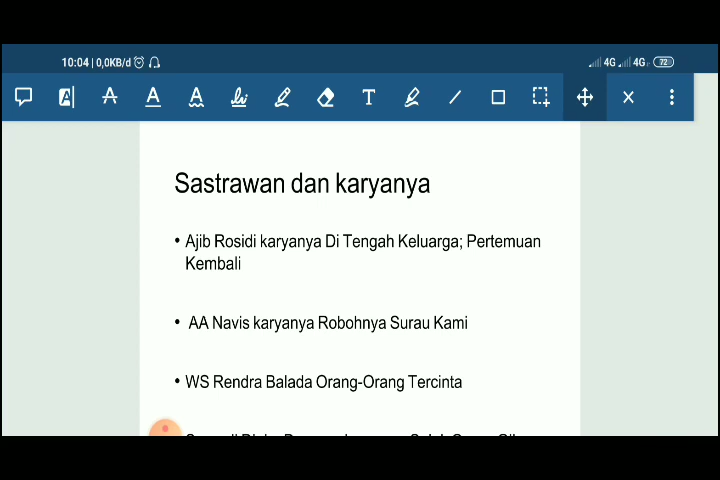 10:04 | 0,0KB/d
4G 4G 72
Sastrawan dan karyanya
• Ajib Rosidi karyanya Di Tengah Keluarga; Pertemuan
Kembali
• AA Navis karyanya Robohnya Surau Kami
• WS Rendra Balada Orang-Orang Tercinta